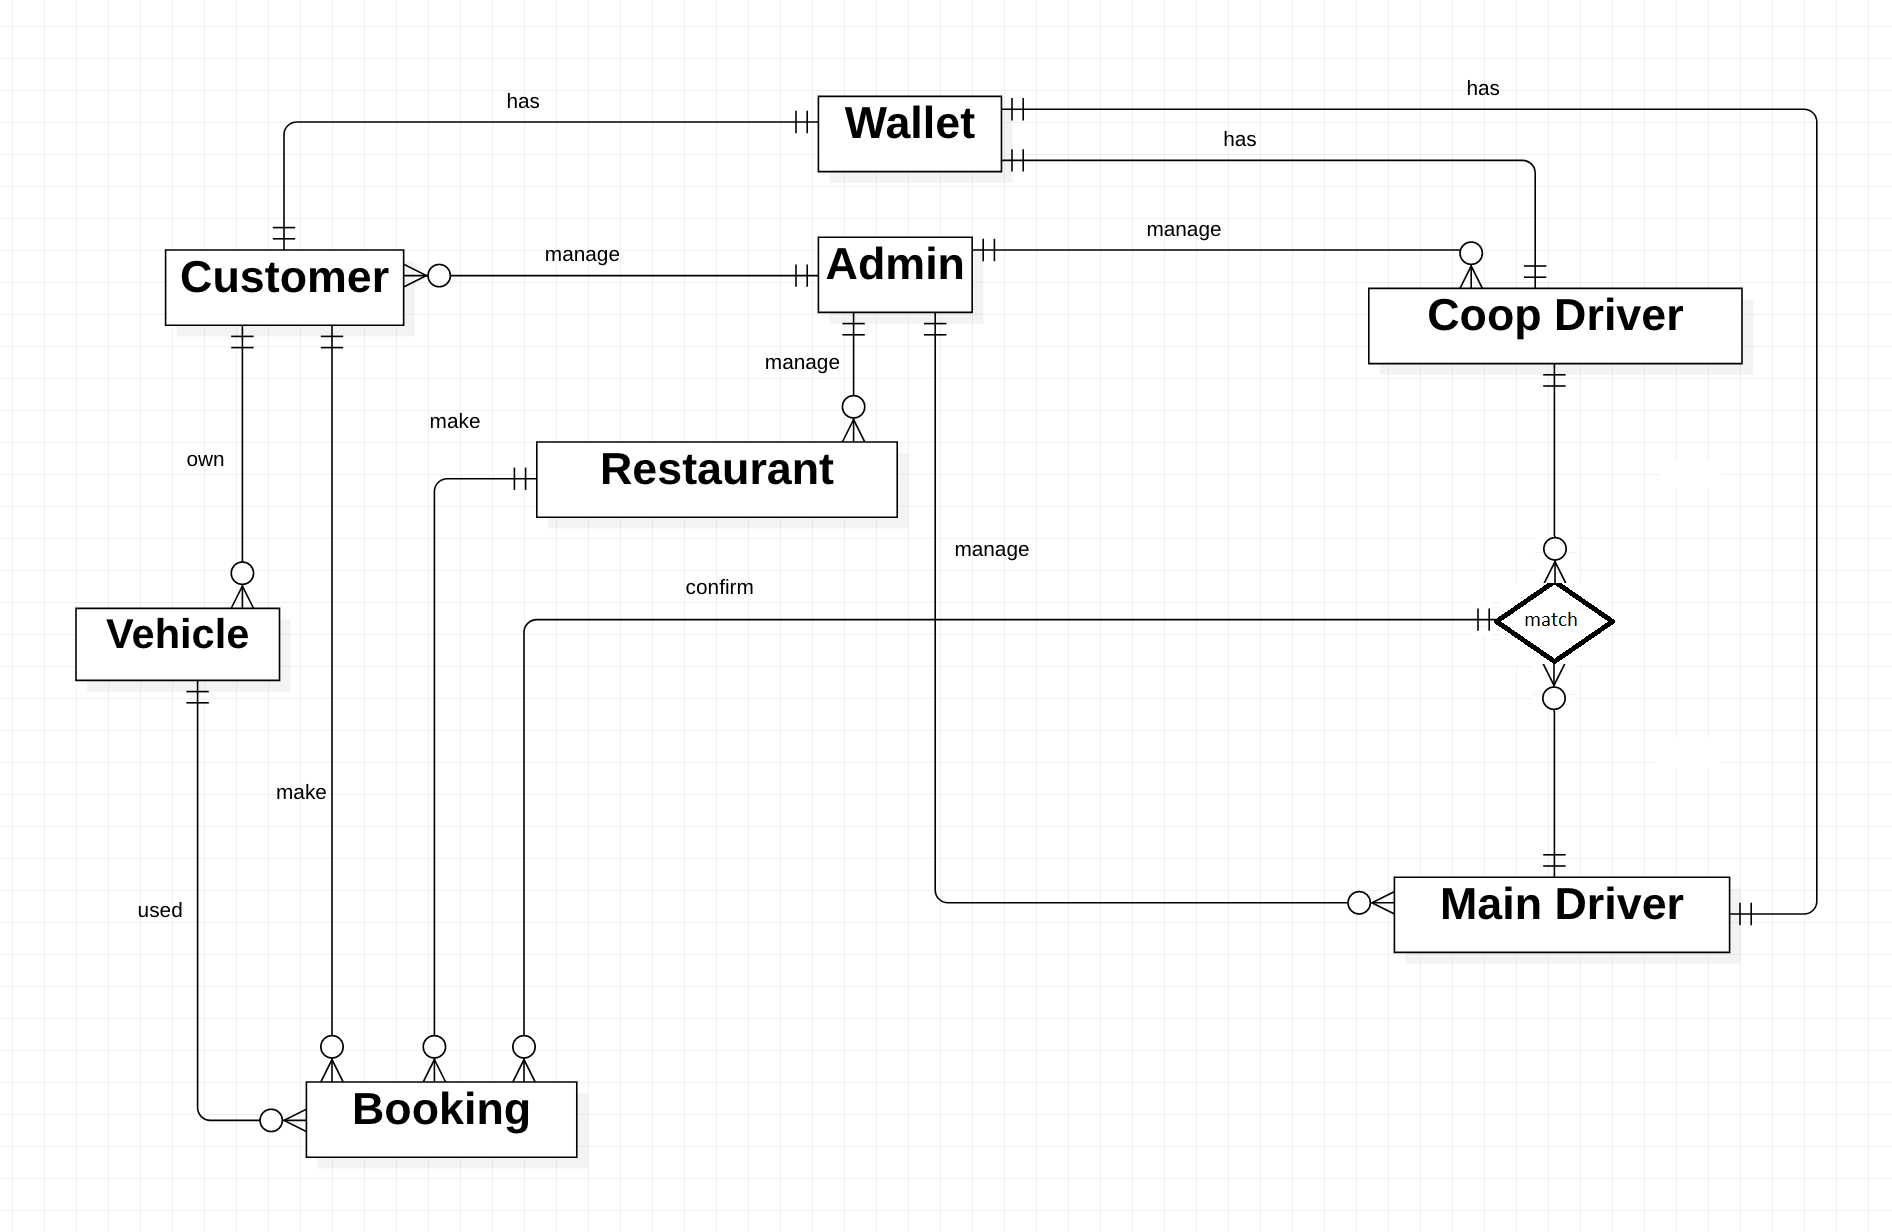 has
has
Wallet
has
manage
manage
Admin
Customer
Coop Driver
manage
make
own
Restaurant
manage
confirm
match
Vehicle
make
used
Main Driver
Booking